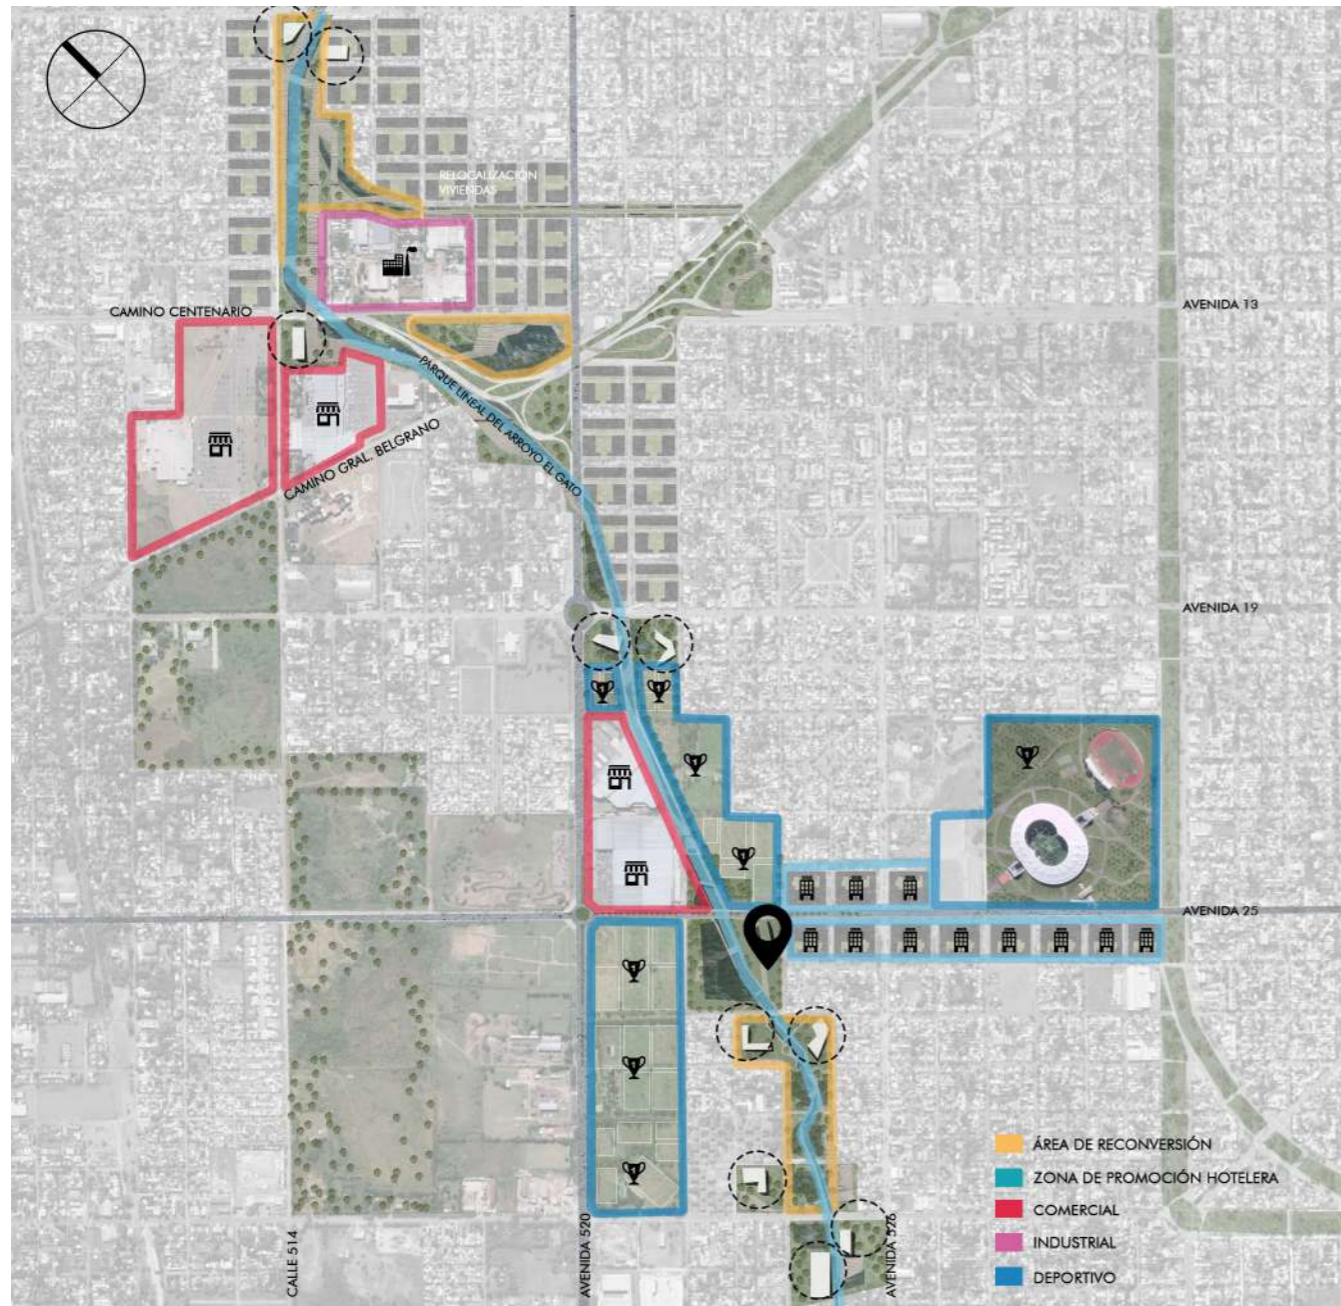 RELOCALIZACIÓN
VIVIENDAS
CAMINO CENTENARIO
AVENIDA 13
PARQUE LINEAL DEL ARROYO EL GATO
CAMINO GRAL. BELGRANO
AVENIDA 19
AVENIDA 25
CALLE 514
AVENIDA 520
AVENIDA 526
ÁREA DE RECONVERSIÓN
ZONA DE PROMOCIÓN HOTELERA
COMERCIAL
INDUSTRIAL
DEPORTIVO